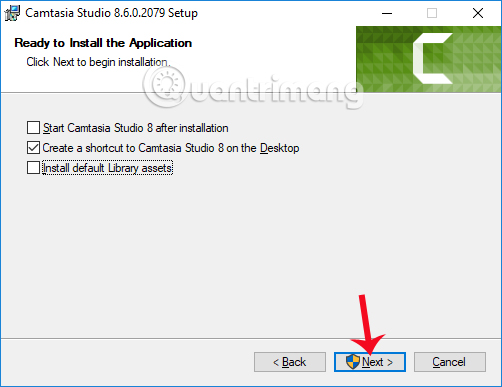 Camtasia Studio 8.6.0.2079 Setup
Ready to Install the Application
Click Next to begin installation.
Quantrimang
Start Camtasia Studio 8 after installation
Create a shortcut to Camtasia Studio 8 on the Desktop
Install default Library assets
< Back
Next >
Cancel